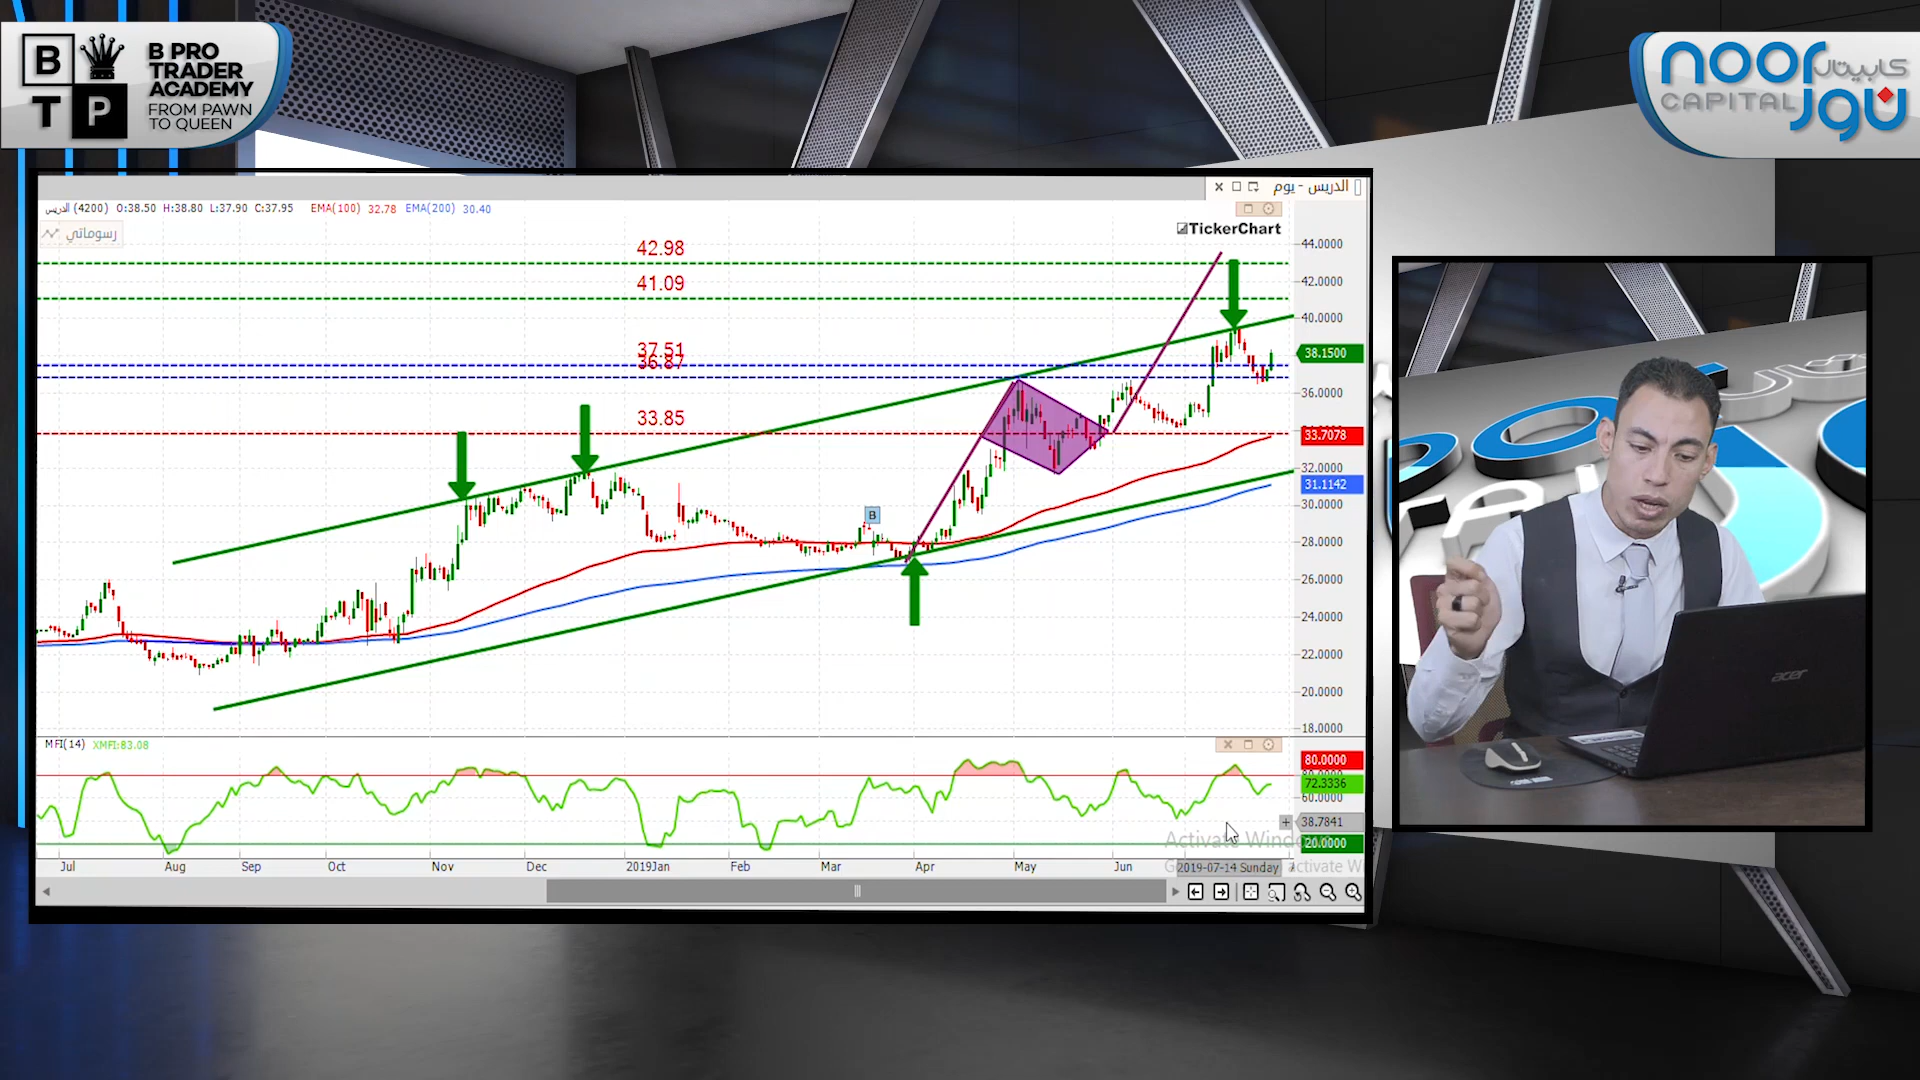 B
T P
B PRO
TRADER
ACADEMY
FROM PAWN
TO QUEEN
noor كابيتال
CAPITAL نور
الدريس - يوم
الدريس (4200) O:38.50 H:38.80 L:37.90 C:37.95 EMA(100) 32.78 EMA(200) 30.40
رسوماتي
TickerChart
42.98
41.09
37.51
36.87
33.85
B
44.0000
42.0000
40.0000
38.1500
36.0000
33.7078
32.0000
31.1142
30.0000
28.0000
26.0000
24.0000
22.0000
20.0000
18.0000
MFI(14) XMFI:83.08
80.0000
72.3336
60.0000
38.7841
20.0000
Activate Windo
Jul Aug Sep Oct Nov Dec 2019Jan Feb Mar Apr May Jun 2019-07-14 Sunday
activate W
acer